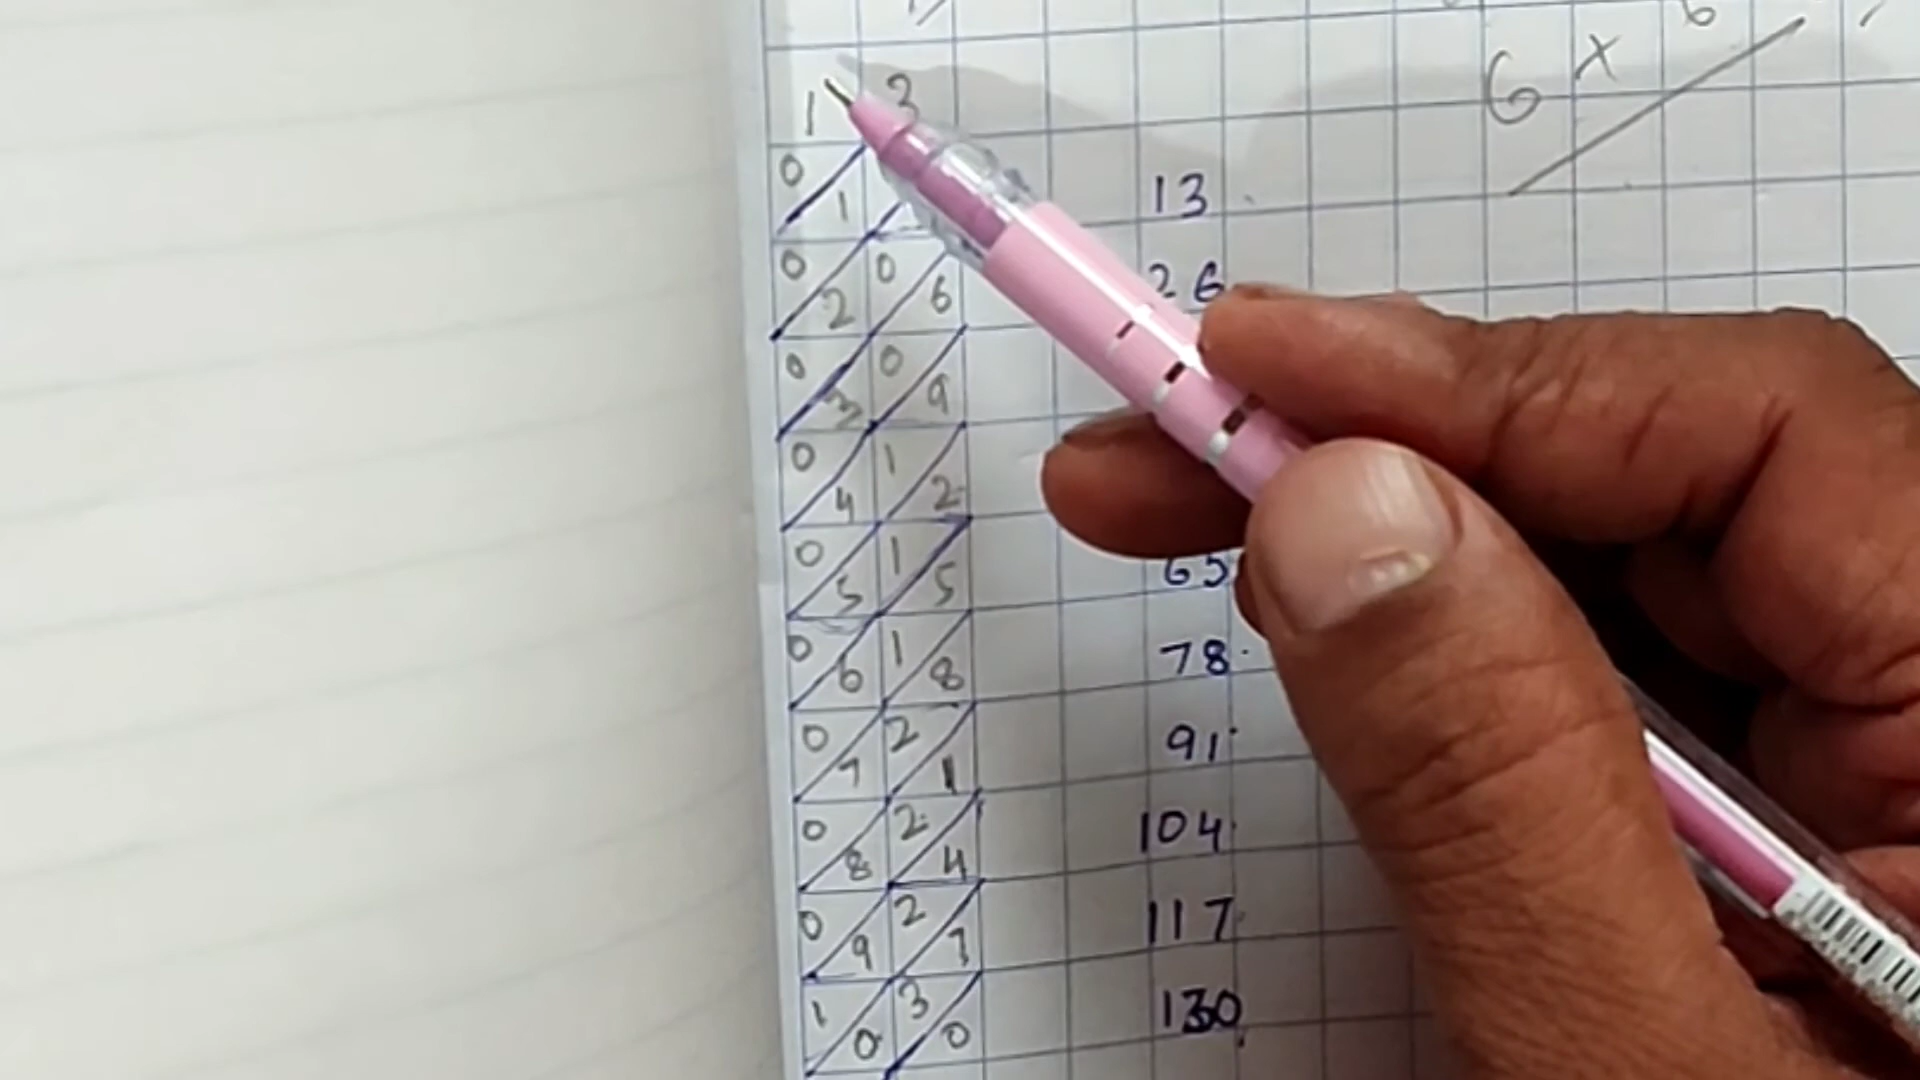 6
6 x
1 3
0
1 13
0 2 0 6 26
0 3 0 9
0 4 1 2
0 5 1 5 65
0 6 1 8 78
0 7 2 1 91
0 8 2 4 104
0 9 2 7 117
1 0 3 0 130